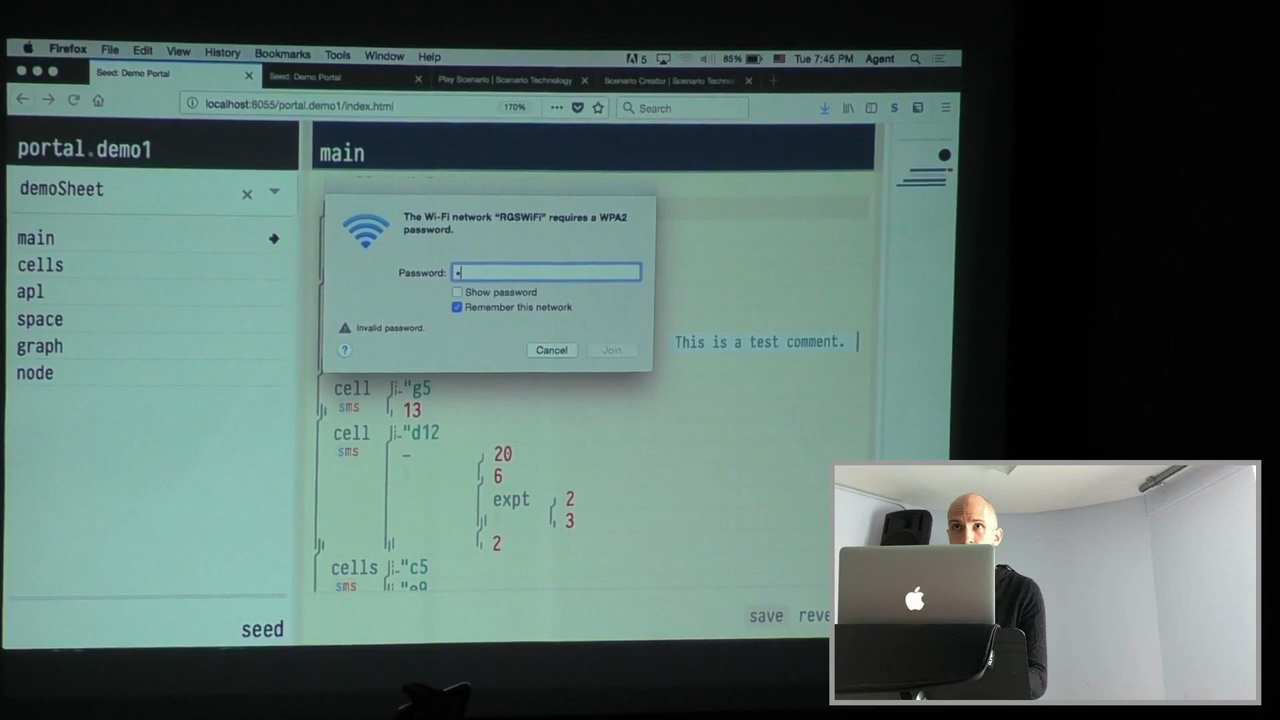 Firefox File Edit View History Bookmarks Tools Window Help 5 85% Tue 7:45 PM Agent
Seed: Demo Portal Seed: Demo Portal Play Scenario | Scenario Technology Scenario Creator | Scenario Techno
localhost:8055/portal.demo1/index.html 170% Search
portal.demo1
main
demoSheet
main
cells
apl
space
graph
node
seed
The Wi-Fi network “RGSWiFi” requires a WPA2
password.
Password:
Show password
Remember this network
Invalid password.
? Cancel Join
This is a test comment.
cell "g5
sms 13
cell "d12
sms –
20
6
expt 2
3
2
cells "c5
sms
save reve